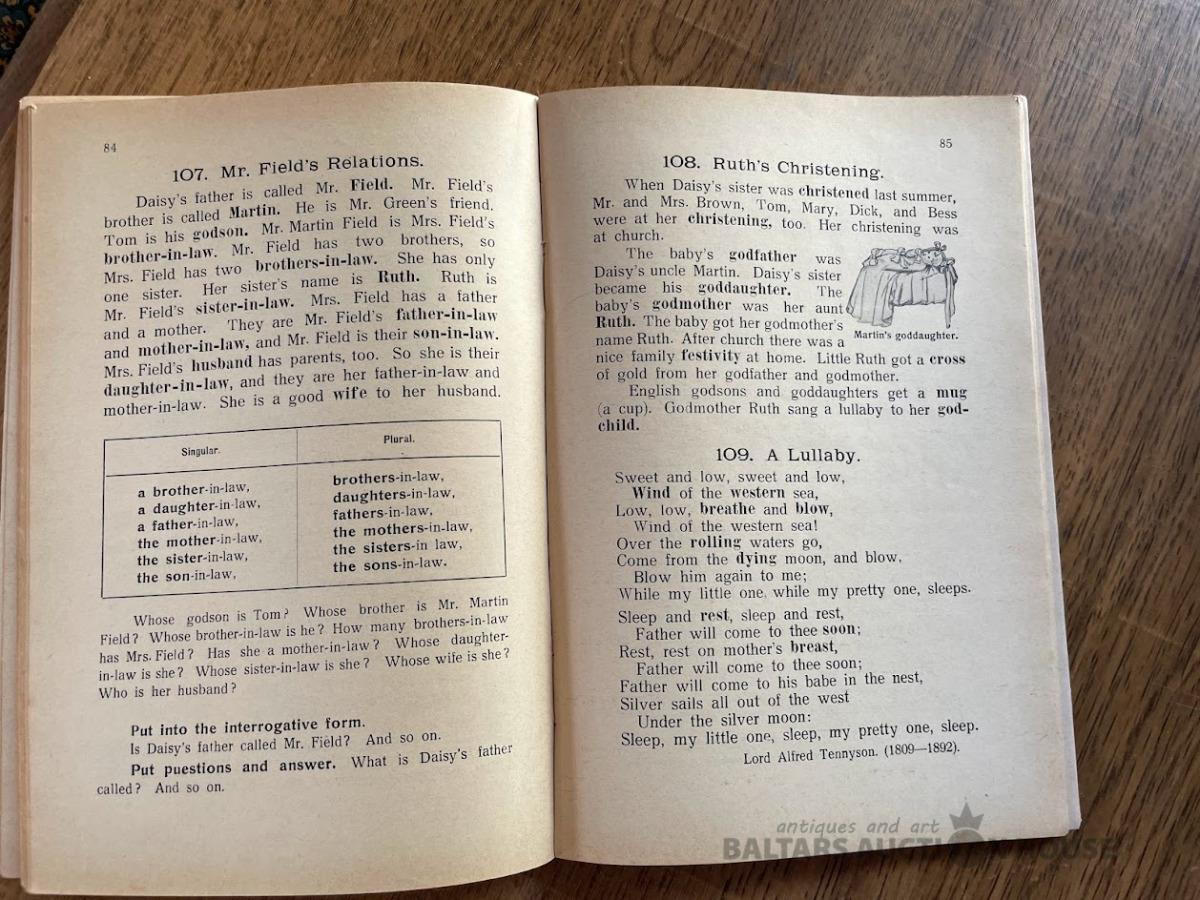 84
107. Mr. Field's Relations.
Daisy's father is called Mr. Field. Mr. Field's
brother is called Martin. He is Mr. Green's friend.
Tom is his godson. Mr. Martin Field is Mrs. Field's
brother-in-law. Mr. Field has two brothers, so
Mrs. Field has two brothers-in-law. She has only
one sister. Her sister's name is Ruth. Ruth is
Mr. Field's sister-in-law. Mrs. Field has a father
and a mother. They are Mr. Field's father-in-law
and mother-in-law, and Mr. Field is their son-in-law.
Mrs. Field's husband has parents, too. So she is their
daughter-in-law, and they are her father-in-law and
mother-in-law. She is a good wife to her husband.
Singular. Plural.
a brother-in-law, brothers-in-law,
a daughter-in-law, daughters-in-law,
a father-in-law, fathers-in-law,
the mother-in-law, the mothers-in-law,
the sister-in-law, the sisters-in law,
the son-in-law, the sons-in-law.
Whose godson is Tom? Whose brother is Mr. Martin
Field? Whose brother-in-law is he? How many brothers-in-law
has Mrs. Field? Has she a mother-in-law? Whose daughter-
in-law is she? Whose sister-in-law is she? Whose wife is she?
Who is her husband?
Put into the interrogative form.
Is Daisy's father called Mr. Field? And so on.
Put puestions and answer. What is Daisy's father
called? And so on.
85
108. Ruth's Christening.
When Daisy's sister was christened last summer,
Mr. and Mrs. Brown, Tom, Mary, Dick, and Bess
were at her christening, too. Her christening was
at church.
The baby's godfather was
Daisy's uncle Martin. Daisy's sister
became his goddaughter. The
baby's godmother was her aunt
Ruth. The baby got her godmother's
name Ruth. After church there was a
Martin's goddaughter.
nice family festivity at home. Little Ruth got a cross
of gold from her godfather and godmother.
English godsons and goddaughters get a mug
(a cup). Godmother Ruth sang a lullaby to her god-
child.
109. A Lullaby.
Sweet and low, sweet and low,
Wind of the western sea,
Low, low, breathe and blow,
Wind of the western sea!
Over the rolling waters go,
Come from the dying moon, and blow,
Blow him again to me;
While my little one, while my pretty one, sleeps.
Sleep and rest, sleep and rest,
Father will come to thee soon;
Rest, rest on mother's breast,
Father will come to thee soon;
Father will come to his babe in the nest,
Silver sails all out of the west
Under the silver moon:
Sleep, my little one, sleep, my pretty one, sleep.
Lord Alfred Tennyson. (1809—1892).
antiques and art
BALTARS AUCTION HOUSE